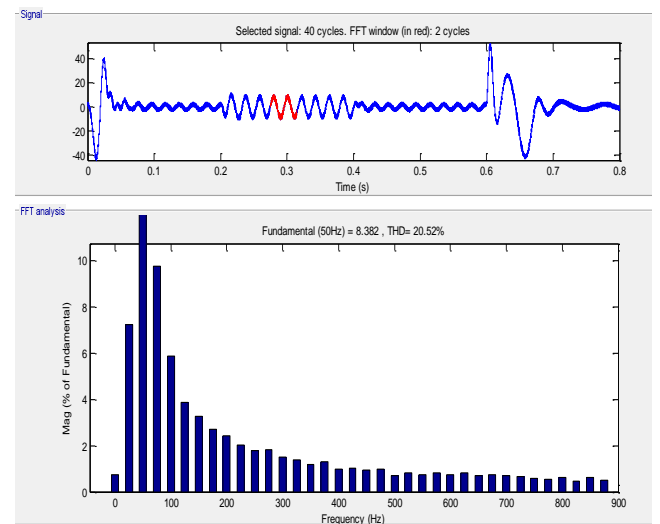 Signal
Selected signal: 40 cycles. FFT window (in red): 2 cycles
40
20
0
-20
-40
0 0.1 0.2 0.3 0.4 0.5 0.6 0.7 0.8
Time (s)
FFT analysis
Fundamental (50Hz) = 8.382 , THD= 20.52%
Mag (% of Fundamental)
10
8
6
4
2
0
0 100 200 300 400 500 600 700 800 900
Frequency (Hz)